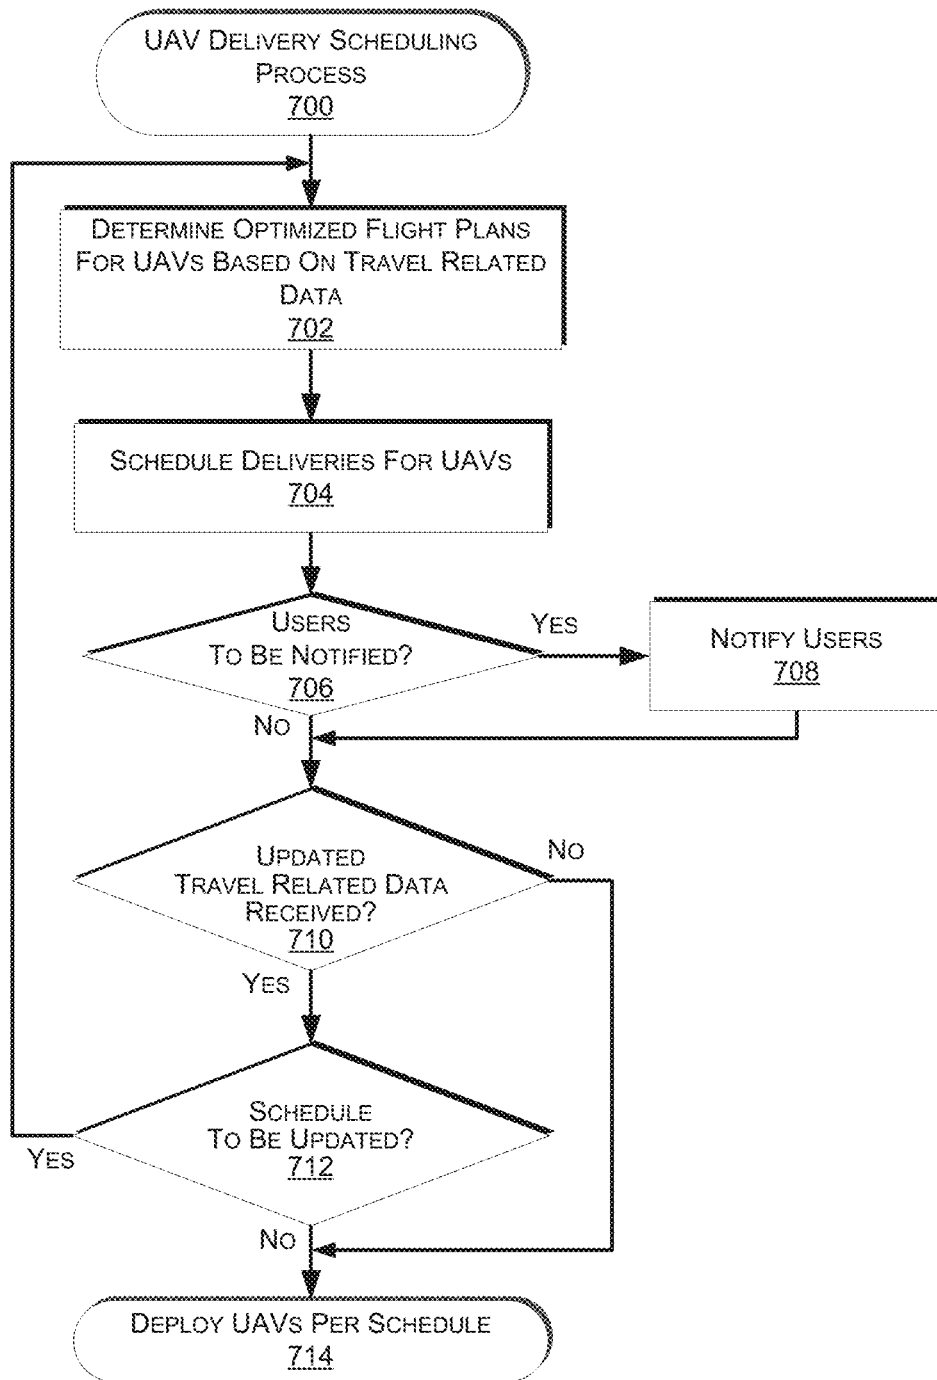 UAV DELIVERY SCHEDULING
PROCESS
700
DETERMINE OPTIMIZED FLIGHT PLANS
FOR UAVS BASED ON TRAVEL RELATED
DATA
702
SCHEDULE DELIVERIES FOR UAVS
704
USERS
TO BE NOTIFIED?
706
YES
NOTIFY USERS
708
NO
UPDATED
TRAVEL RELATED DATA
RECEIVED?
710
NO
YES
SCHEDULE
TO BE UPDATED?
712
YES
NO
DEPLOY UAVS PER SCHEDULE
714